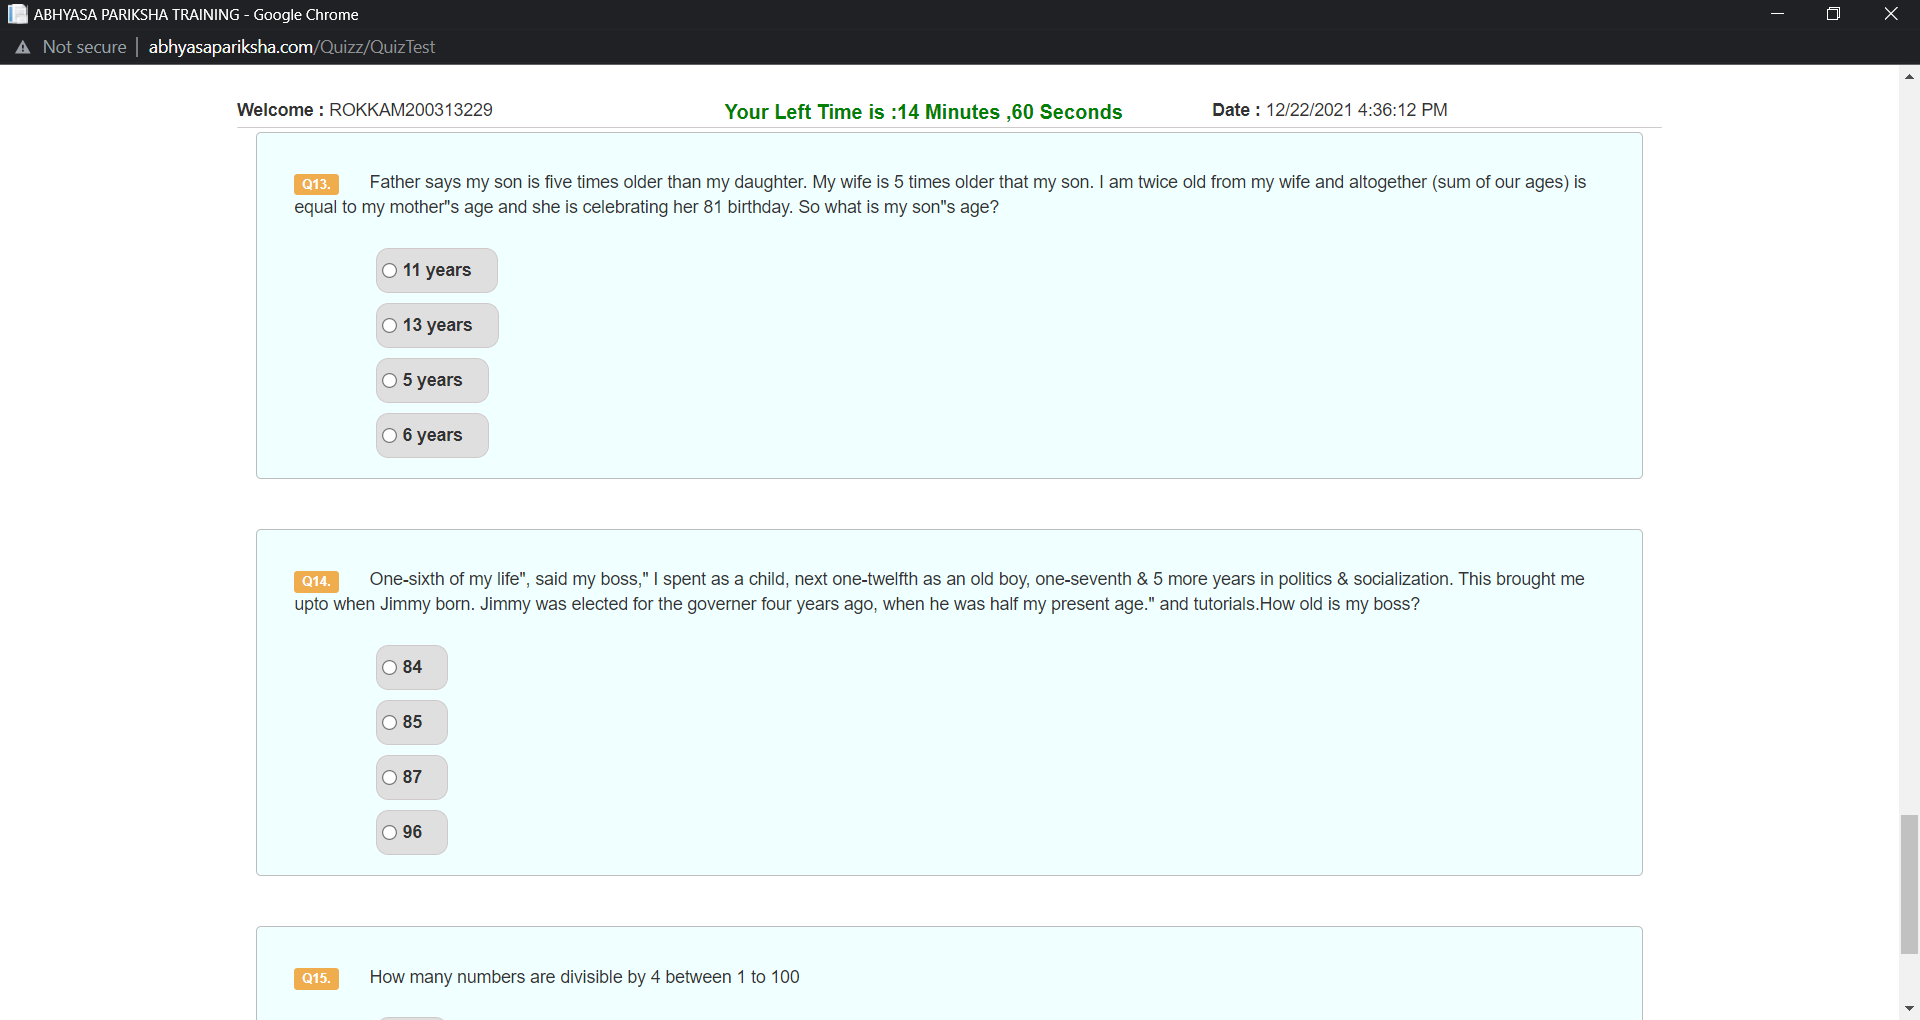 ABHYASA PARIKSHA TRAINING - Google Chrome
Not secure | abhyasapariksha.com/Quizz/QuizTest
Welcome : ROKKAM200313229 Your Left Time is :14 Minutes ,60 Seconds Date : 12/22/2021 4:36:12 PM
Q13. Father says my son is five times older than my daughter. My wife is 5 times older that my son. I am twice old from my wife and altogether (sum of our ages) is
equal to my mother"s age and she is celebrating her 81 birthday. So what is my son"s age?
11 years
13 years
5 years
6 years
Q14. One-sixth of my life", said my boss," I spent as a child, next one-twelfth as an old boy, one-seventh & 5 more years in politics & socialization. This brought me
upto when Jimmy born. Jimmy was elected for the governer four years ago, when he was half my present age." and tutorials.How old is my boss?
84
85
87
96
Q15. How many numbers are divisible by 4 between 1 to 100